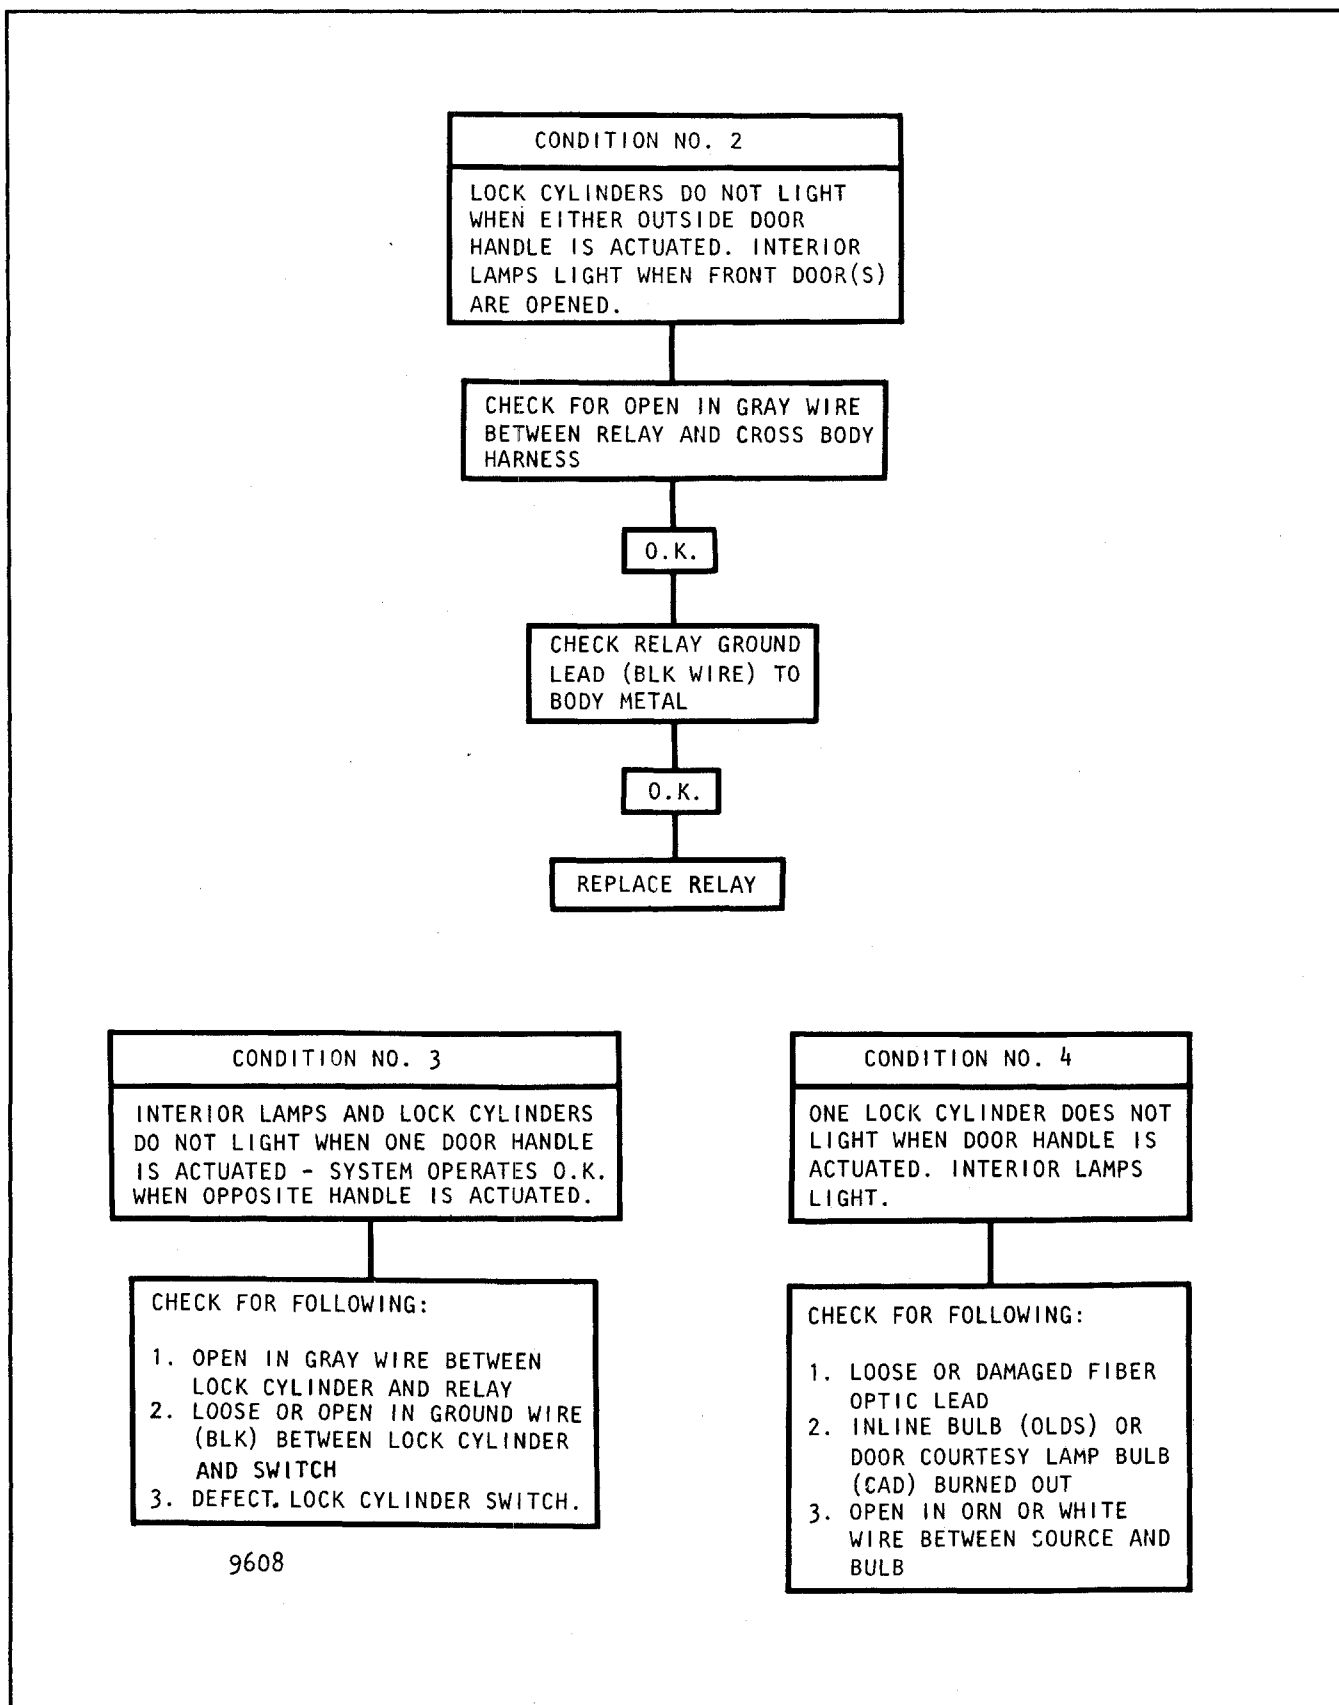 CONDITION NO. 2
LOCK CYLINDERS DO NOT LIGHT
WHEN EITHER OUTSIDE DOOR
HANDLE IS ACTUATED. INTERIOR
LAMPS LIGHT WHEN FRONT DOOR(S)
ARE OPENED.
CHECK FOR OPEN IN GRAY WIRE
BETWEEN RELAY AND CROSS BODY
HARNESS
O.K.
CHECK RELAY GROUND
LEAD (BLK WIRE) TO
BODY METAL
O.K.
REPLACE RELAY
CONDITION NO. 3
INTERIOR LAMPS AND LOCK CYLINDERS
DO NOT LIGHT WHEN ONE DOOR HANDLE
IS ACTUATED - SYSTEM OPERATES O.K.
WHEN OPPOSITE HANDLE IS ACTUATED.
CHECK FOR FOLLOWING:
1. OPEN IN GRAY WIRE BETWEEN
LOCK CYLINDER AND RELAY
2. LOOSE OR OPEN IN GROUND WIRE
(BLK) BETWEEN LOCK CYLINDER
AND SWITCH
3. DEFECT. LOCK CYLINDER SWITCH.
9608
CONDITION NO. 4
ONE LOCK CYLINDER DOES NOT
LIGHT WHEN DOOR HANDLE IS
ACTUATED. INTERIOR LAMPS
LIGHT.
CHECK FOR FOLLOWING:
1. LOOSE OR DAMAGED FIBER
OPTIC LEAD
2. INLINE BULB (OLDS) OR
DOOR COURTESY LAMP BULB
(CAD) BURNED OUT
3. OPEN IN ORN OR WHITE
WIRE BETWEEN SOURCE AND
BULB